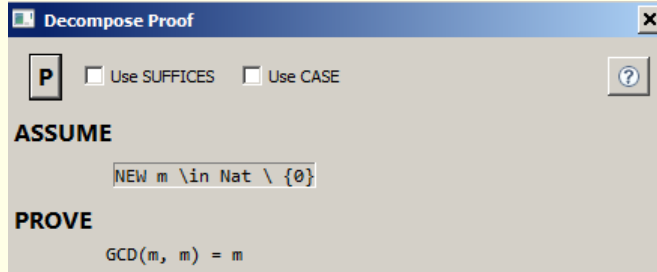 Decompose Proof
P Use SUFFICES Use CASE ?
ASSUME
NEW m \in Nat \ {0}
PROVE
GCD(m, m) = m